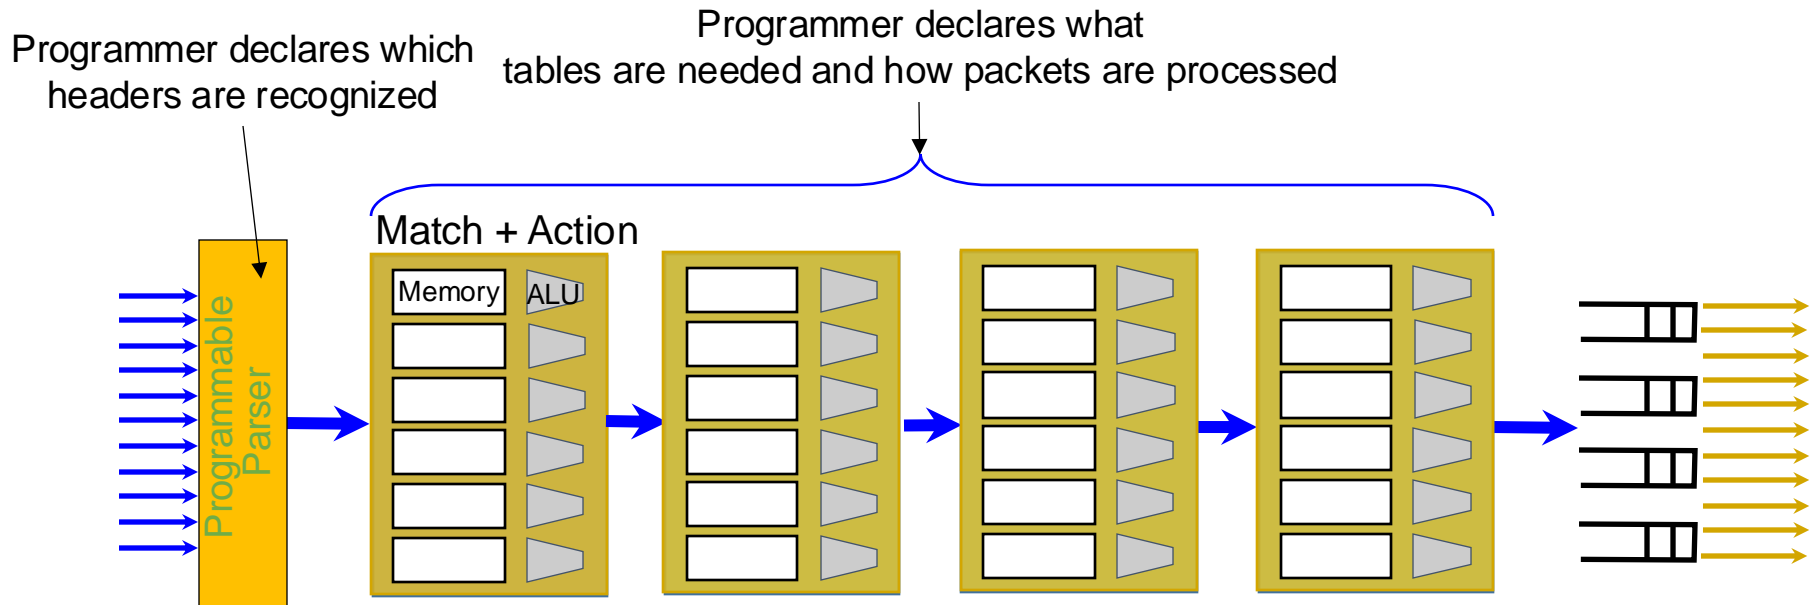 Programmer declares which
headers are recognized
Programmer declares what
tables are needed and how packets are processed
Match + Action
Memory
ALU
Programmable
Parser